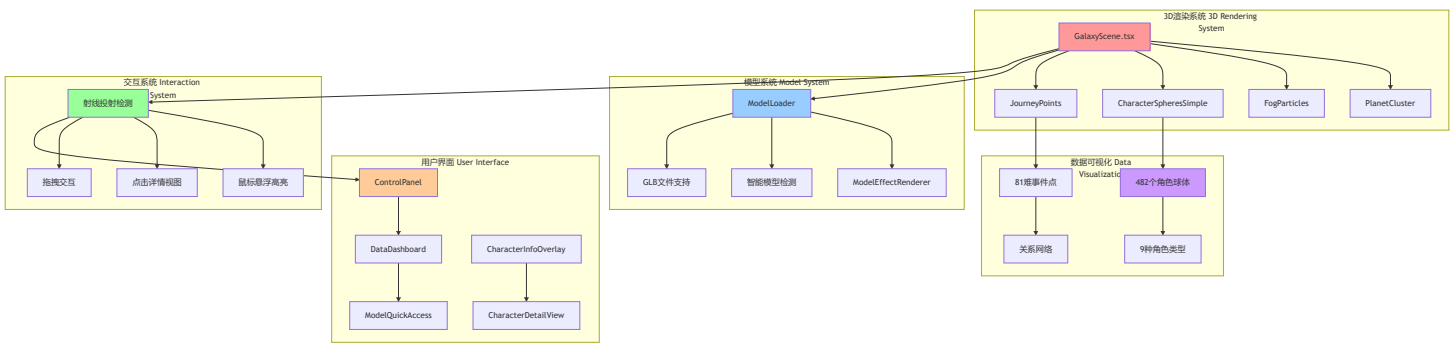 3D渲染系统 3D Rendering
System
GalaxyScene.tsx
JourneyPoints
CharacterSpheresSimple
FogParticles
PlanetCluster
交互系统 Interaction
System
射线投射检测
拖拽交互
点击详情视图
鼠标悬浮高亮
模型系统 Model System
ModelLoader
GLB文件支持
智能模型检测
ModelEffectRenderer
用户界面 User Interface
ControlPanel
DataDashboard
CharacterInfoOverlay
ModelQuickAccess
CharacterDetailView
数据可视化 Data
Visualization
81难事件点
482个角色球体
关系网络
9种角色类型